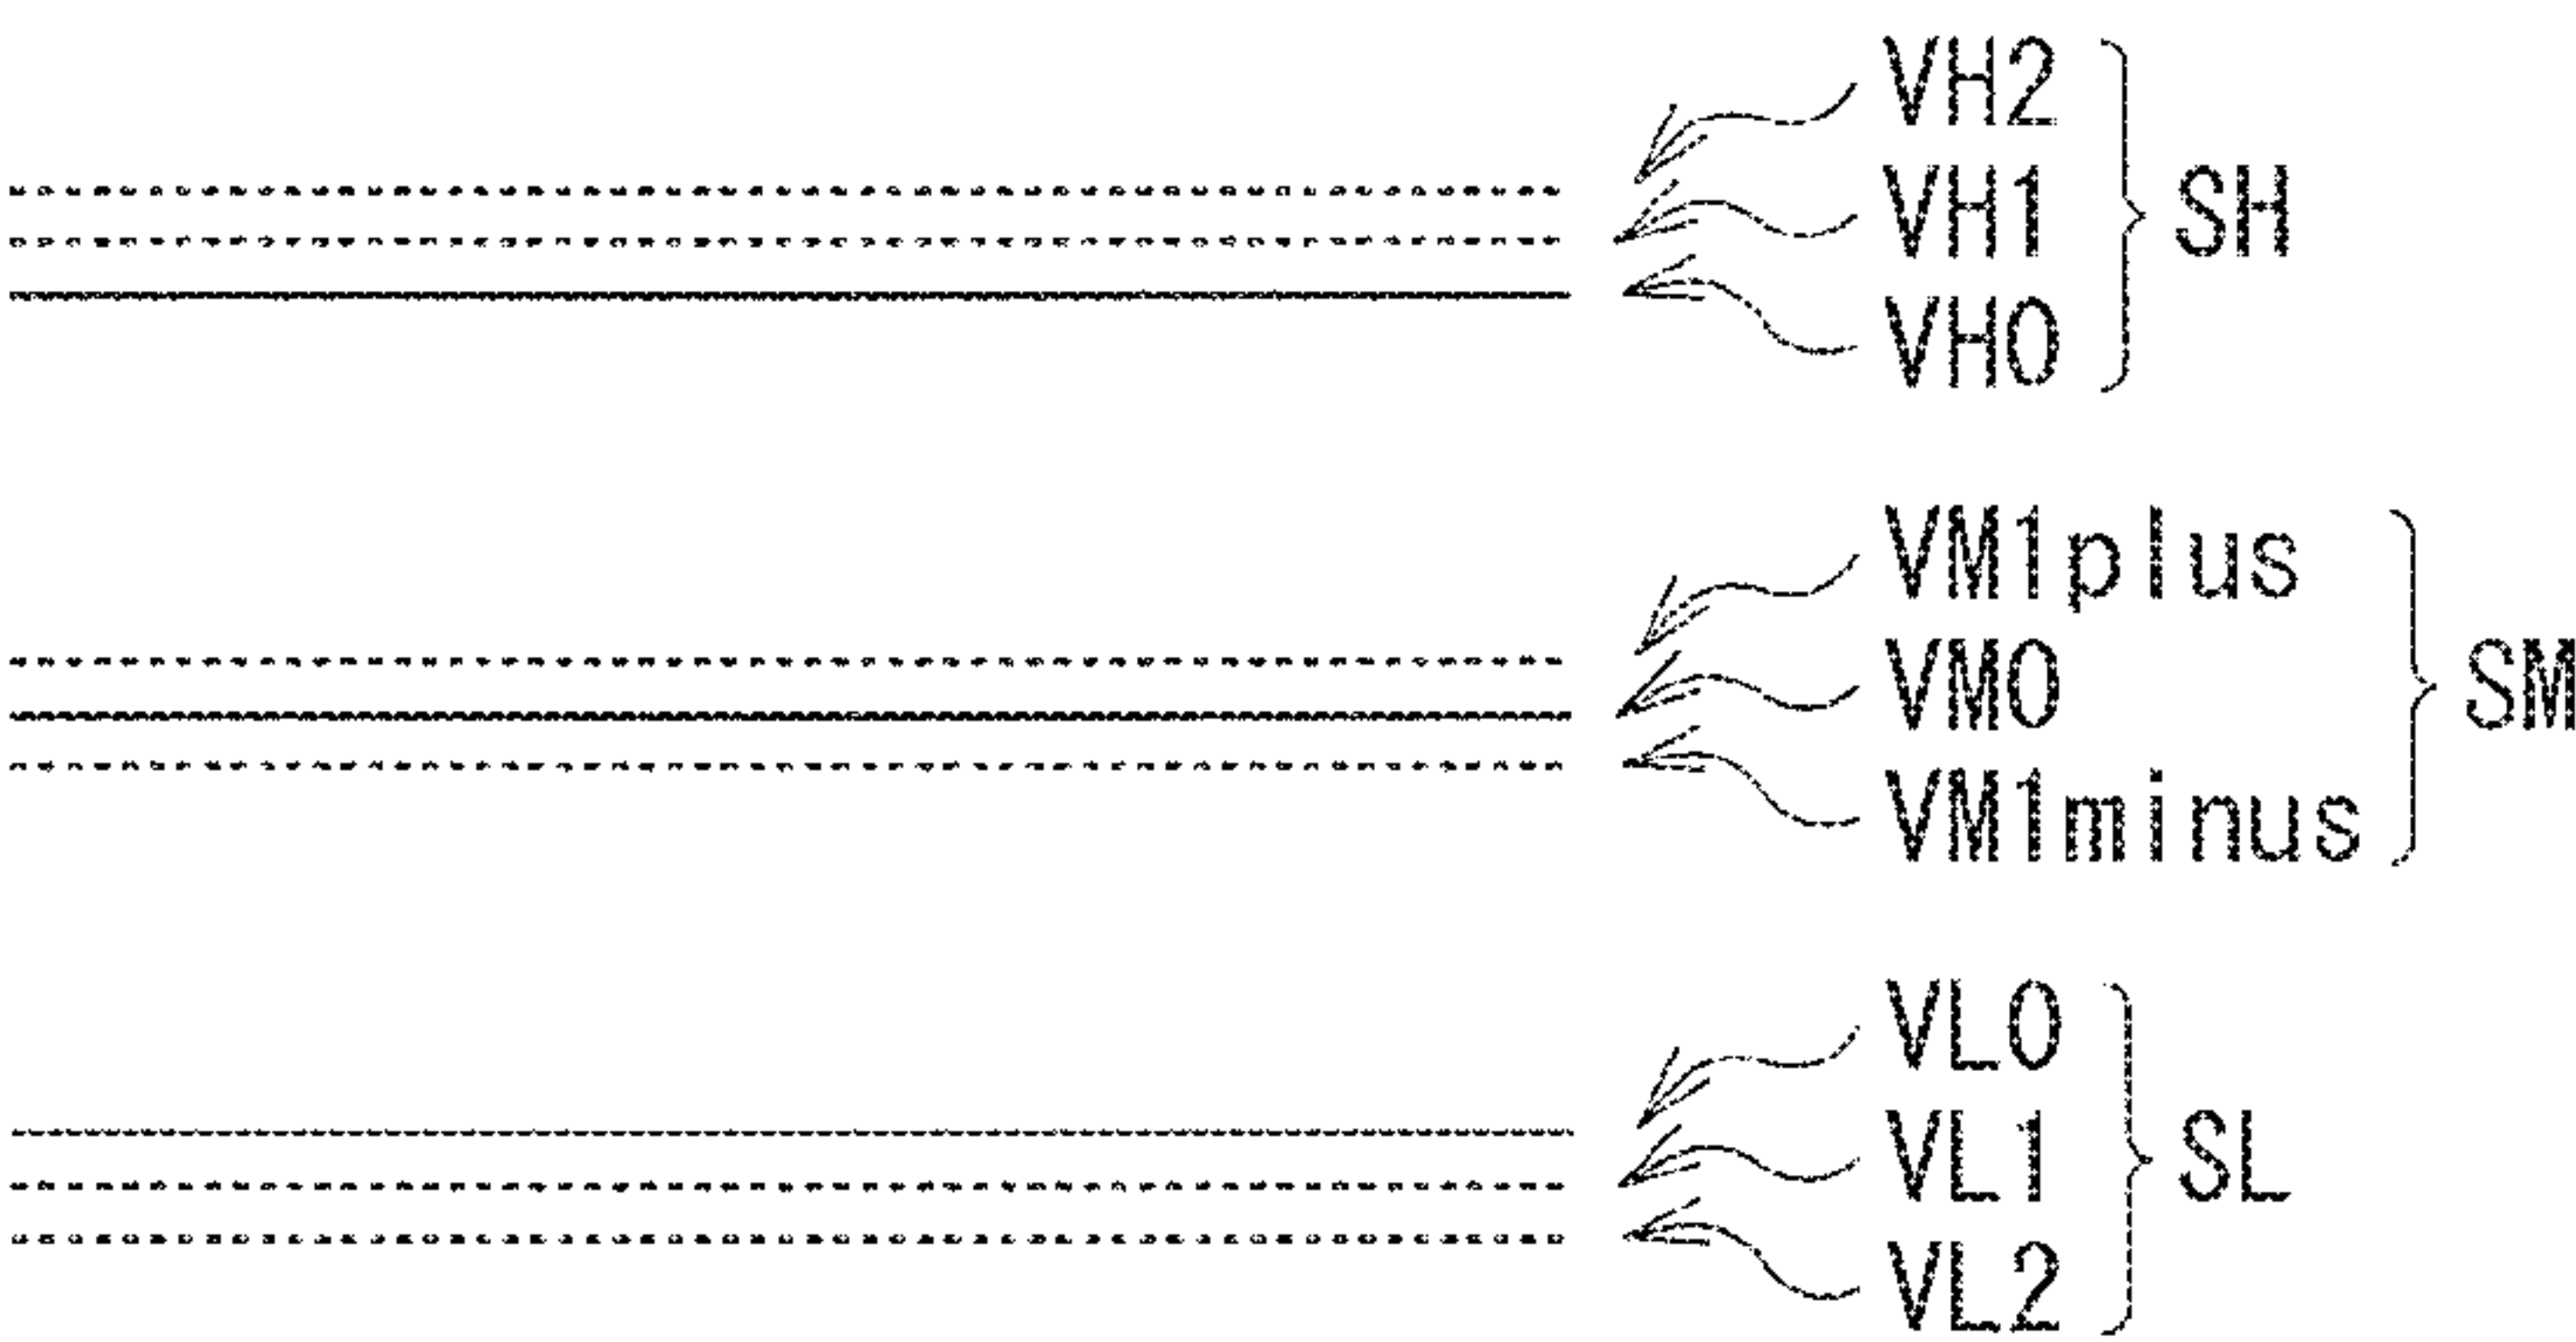 VH2
VH1 SH
VH0
VM1plus
VM0 SM
VM1minus
VL0
VL1 SL
VL2